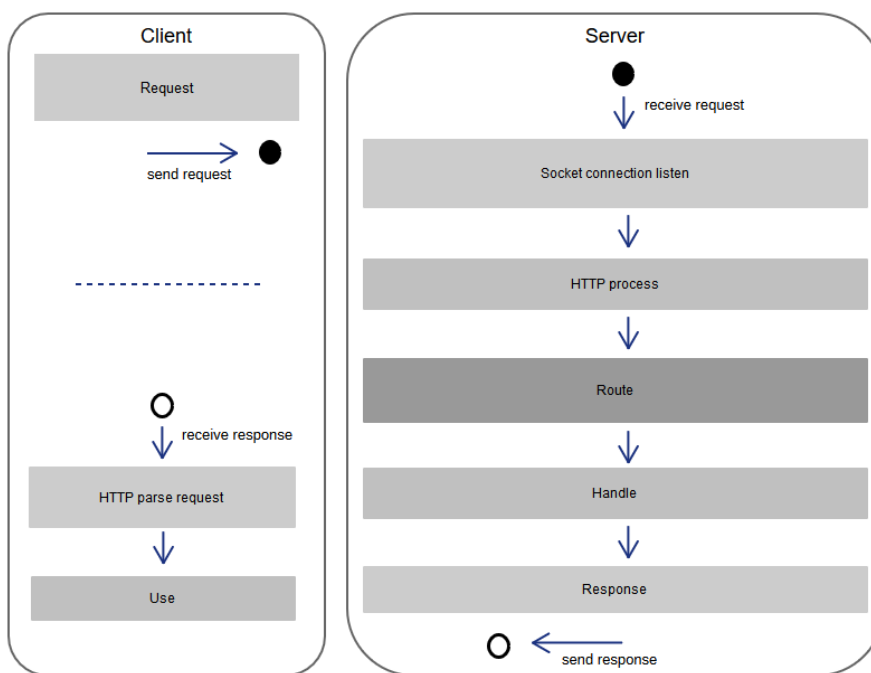 Client
Request
send request
receive response
HTTP parse request
Use
Server
receive request
Socket connection listen
HTTP process
Route
Handle
Response
send response